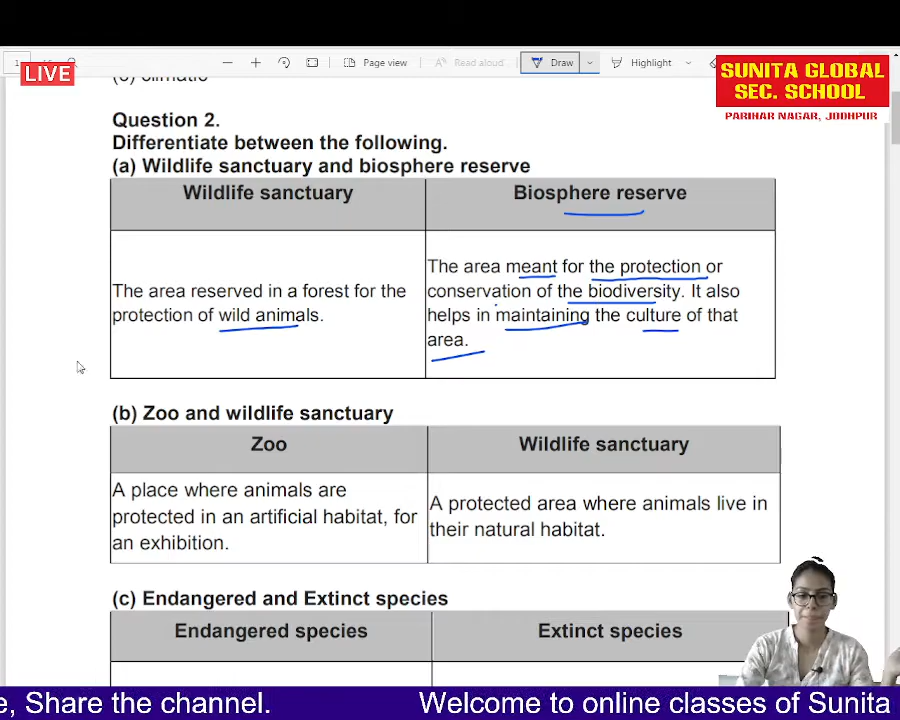 LIVE
Page view
Read aloud
Draw
Highlight
SUNITA GLOBAL
SEC. SCHOOL
PARIHAR NAGAR, JODHPUR
Question 2.
Differentiate between the following.
(a) Wildlife sanctuary and biosphere reserve
Wildlife sanctuary
Biosphere reserve
The area reserved in a forest for the
protection of wild animals.
The area meant for the protection or
conservation of the biodiversity. It also
helps in maintaining the culture of that
area.
(b) Zoo and wildlife sanctuary
Zoo
Wildlife sanctuary
A place where animals are
protected in an artificial habitat, for
an exhibition.
A protected area where animals live in
their natural habitat.
(c) Endangered and Extinct species
Endangered species
Extinct species
e, Share the channel. Welcome to online classes of Sunita